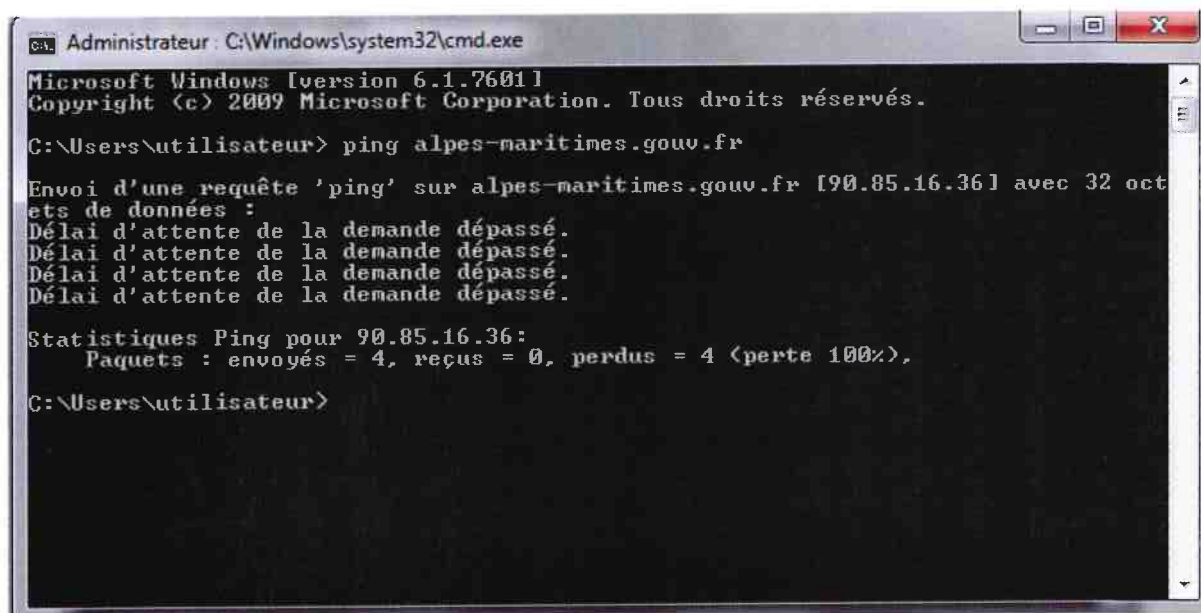 Administrateur : C:\Windows\system32\cmd.exe
Microsoft Windows [version 6.1.7601]
Copyright (c) 2009 Microsoft Corporation. Tous droits réservés.
C:\Users\utilisateur> ping alpes-maritimes.gouv.fr
Envoi d'une requête 'ping' sur alpes-maritimes.gouv.fr [90.85.16.36] avec 32 oct
ets de données :
Délai d'attente de la demande dépassé.
Délai d'attente de la demande dépassé.
Délai d'attente de la demande dépassé.
Délai d'attente de la demande dépassé.
Statistiques Ping pour 90.85.16.36:
Paquets : envoyés = 4, reçus = 0, perdus = 4 (perte 100%),
C:\Users\utilisateur>